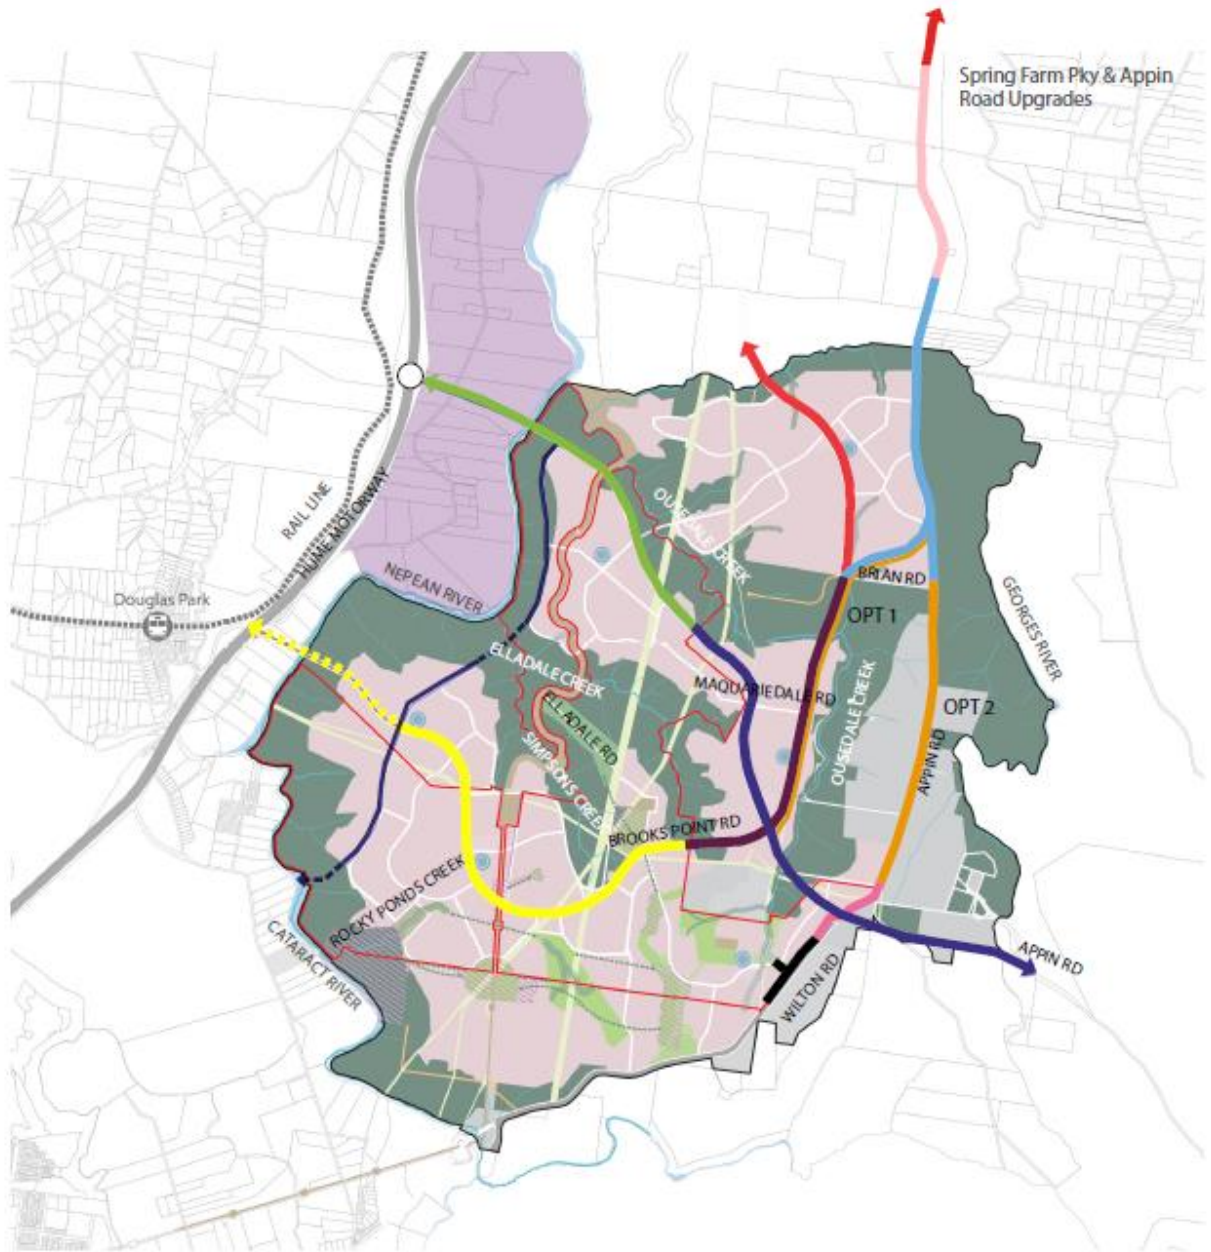 Spring Farm Pky & Appin
Road Upgrades
RAIL LINE
HUME MOTORWAY
OUSEDALE CREEK
NEPEAN RIVER
BRIAN RD
GEORGES RIVER
Douglas Park
OPT 1
ELLADALE CREEK
MAQUARIEDALE RD
OUSEDALE CREEK
OPT 2
ELLADALE RD
SIMPSONS CREEK
APPIN RD
BROOKS POINT RD
ROCKY PONDS CREEK
CATARACT RIVER
WILTON RD
APPIN RD